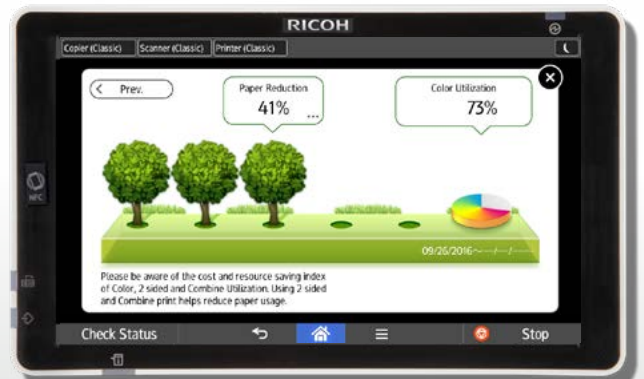 RICOH
Copier (Classic) Scanner (Classic) Printer (Classic)
Prev.
Paper Reduction
41%
...
Color Utilization
73%
09/26/2016~--/--/----
Please be aware of the cost and resource saving index
of Color, 2 sided and Combine Utilization. Using 2 sided
and Combine print helps reduce paper usage.
Check Status
Stop
NFC